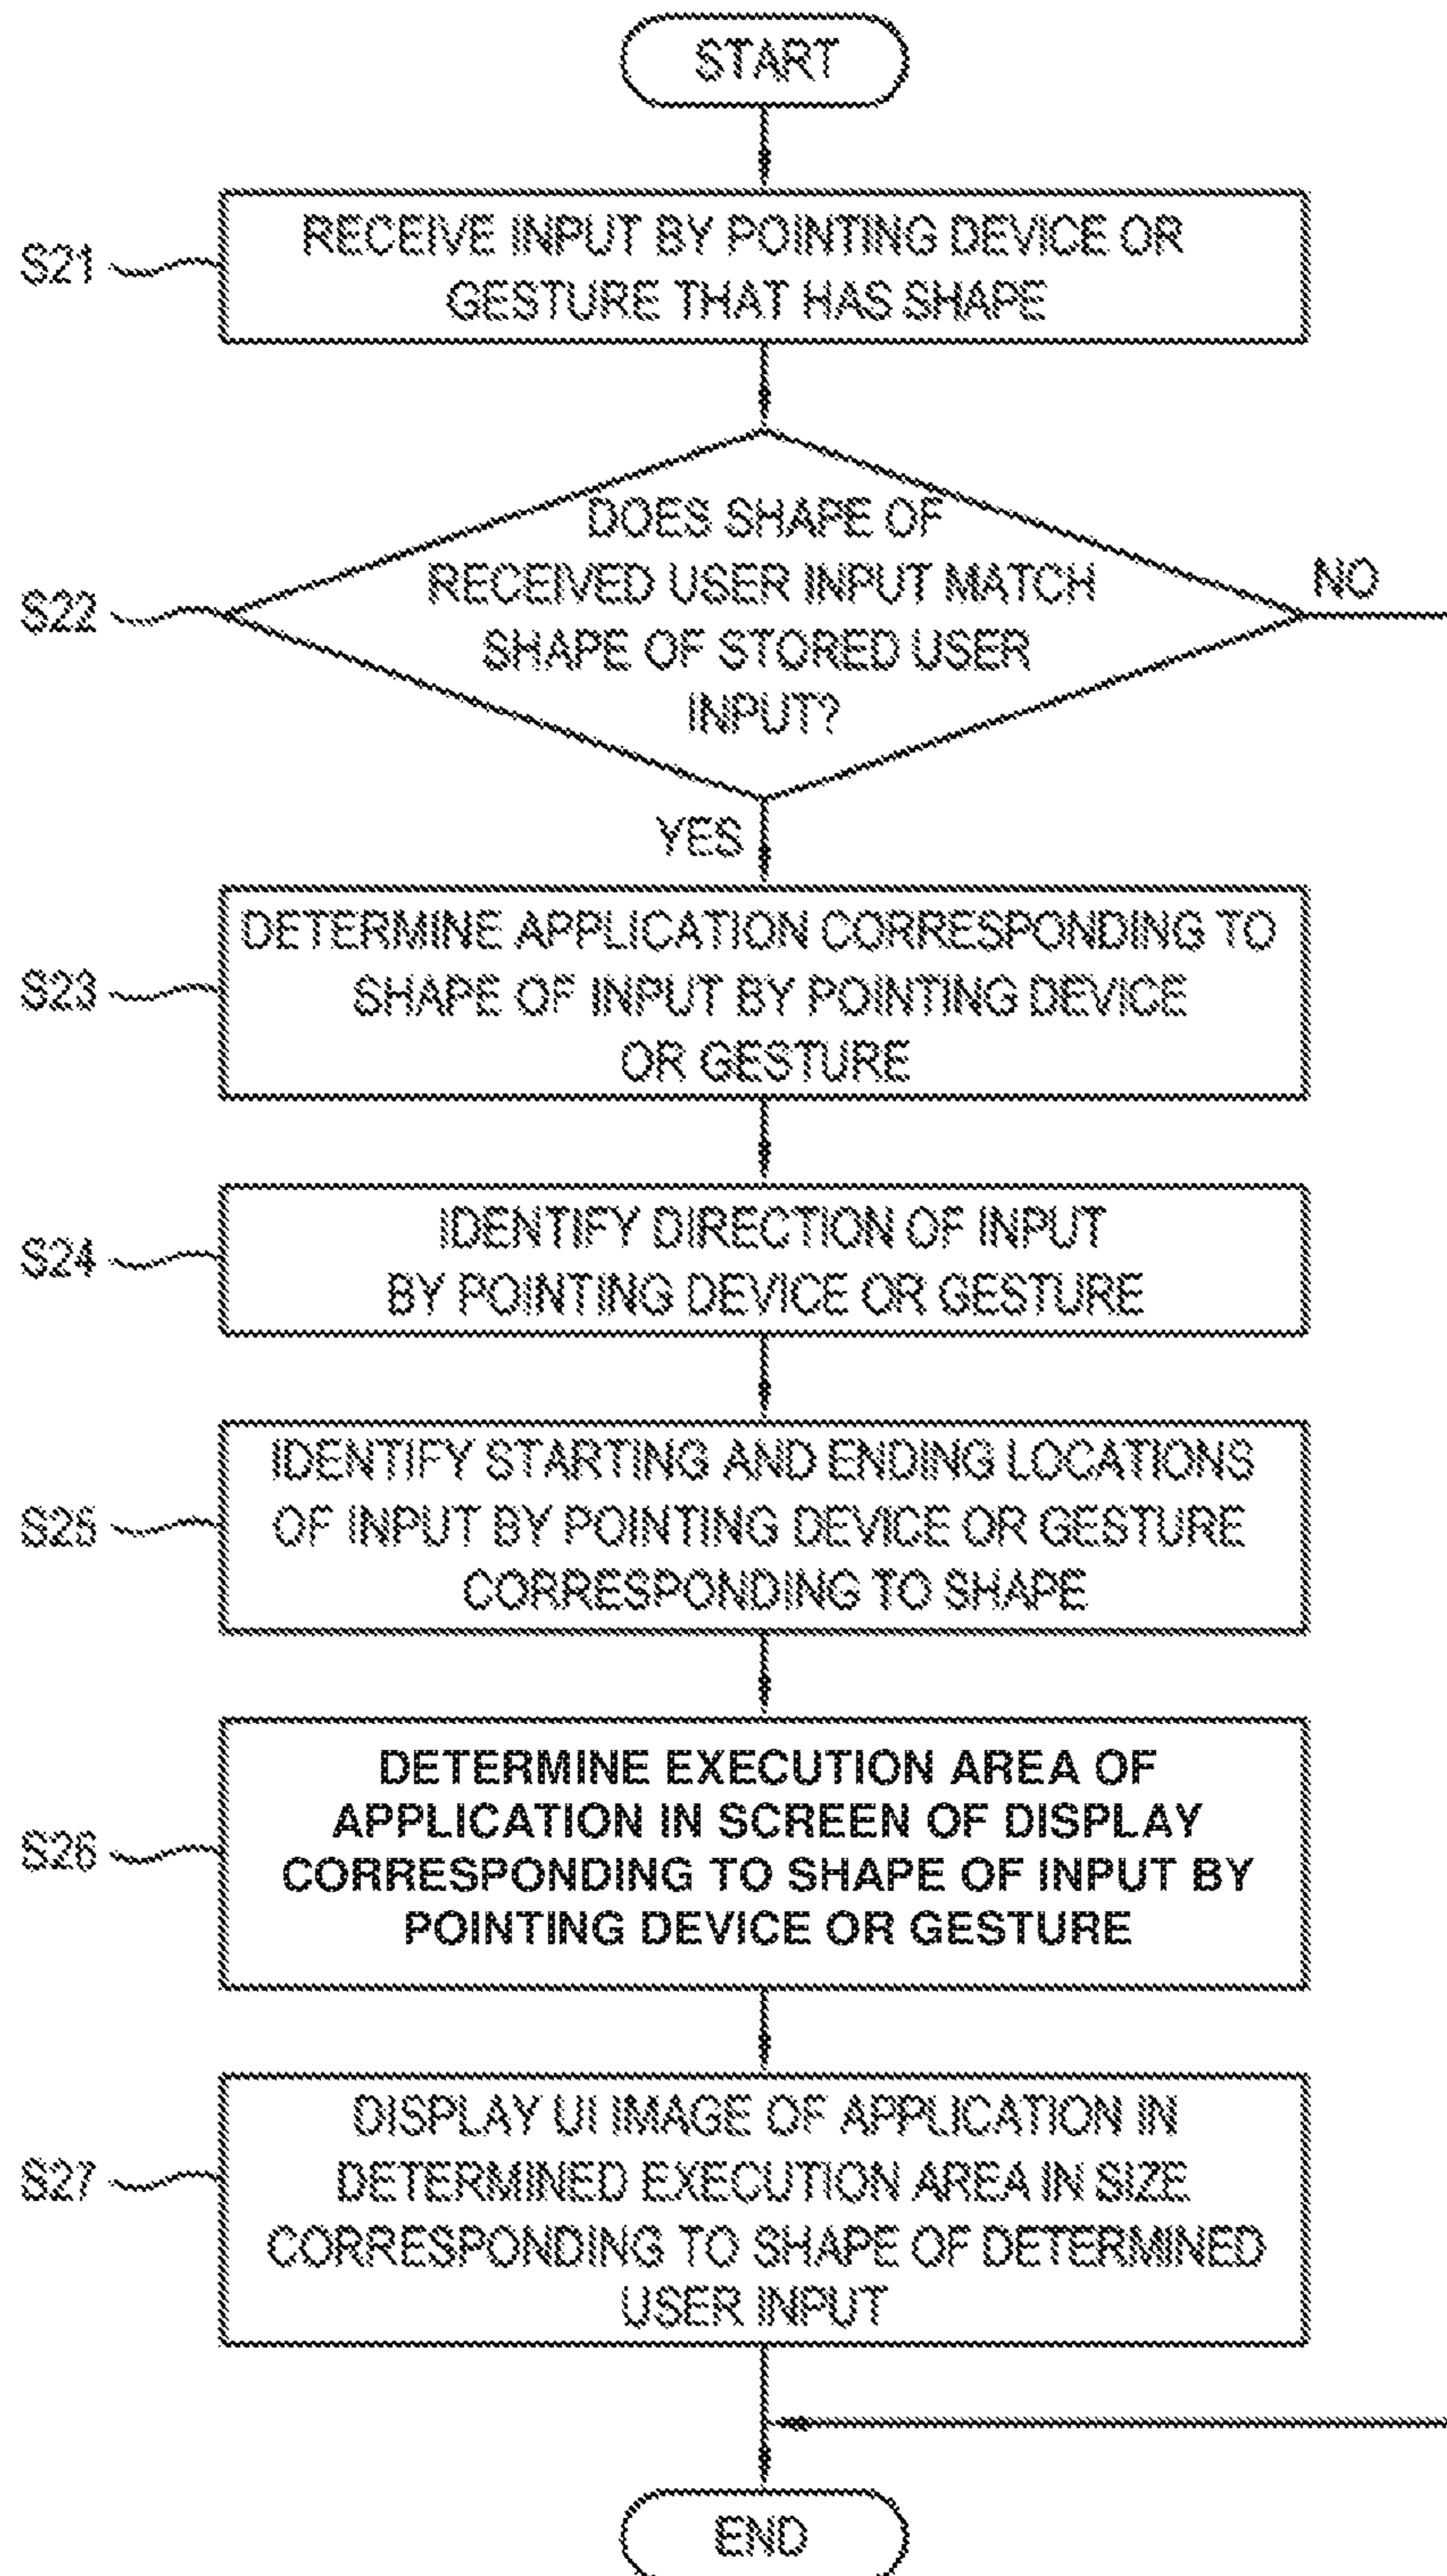 START
S21
RECEIVE INPUT BY POINTING DEVICE OR
GESTURE THAT HAS SHAPE
S22
DOES SHAPE OF
RECEIVED USER INPUT MATCH
SHAPE OF STORED USER
INPUT?
NO
YES
S23
DETERMINE APPLICATION CORRESPONDING TO
SHAPE OF INPUT BY POINTING DEVICE
OR GESTURE
S24
IDENTIFY DIRECTION OF INPUT
BY POINTING DEVICE OR GESTURE
S25
IDENTIFY STARTING AND ENDING LOCATIONS
OF INPUT BY POINTING DEVICE OR GESTURE
CORRESPONDING TO SHAPE
S26
DETERMINE EXECUTION AREA OF
APPLICATION IN SCREEN OF DISPLAY
CORRESPONDING TO SHAPE OF INPUT BY
POINTING DEVICE OR GESTURE
S27
DISPLAY UI IMAGE OF APPLICATION IN
DETERMINED EXECUTION AREA IN SIZE
CORRESPONDING TO SHAPE OF DETERMINED
USER INPUT
END